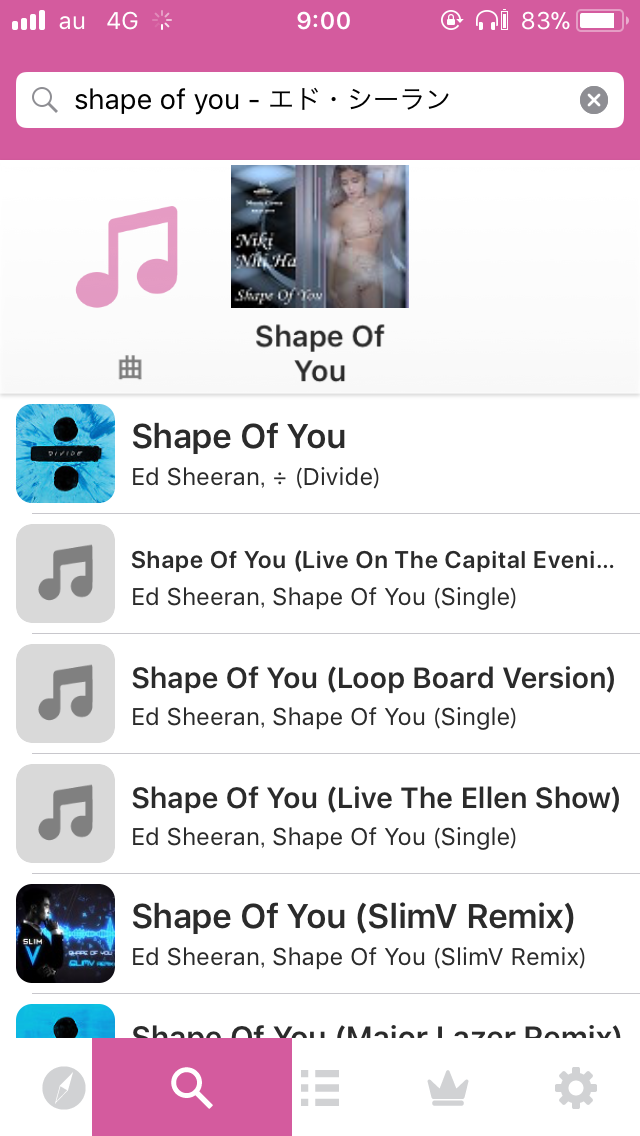 au 4G 9:00 83%
shape of you - エド・シーラン
Niki
Nhi Ha
Shape Of You
曲
Shape Of
You
Shape Of You
Ed Sheeran, ÷ (Divide)
DIVIDE
Shape Of You (Live On The Capital Eveni...
Ed Sheeran, Shape Of You (Single)
Shape Of You (Loop Board Version)
Ed Sheeran, Shape Of You (Single)
Shape Of You (Live The Ellen Show)
Ed Sheeran, Shape Of You (Single)
Shape Of You (SlimV Remix)
Ed Sheeran, Shape Of You (SlimV Remix)
SLIM
V
SHAPE OF YOU
SLIMV REMIX
Shape Of You (Major Lazer Remix)